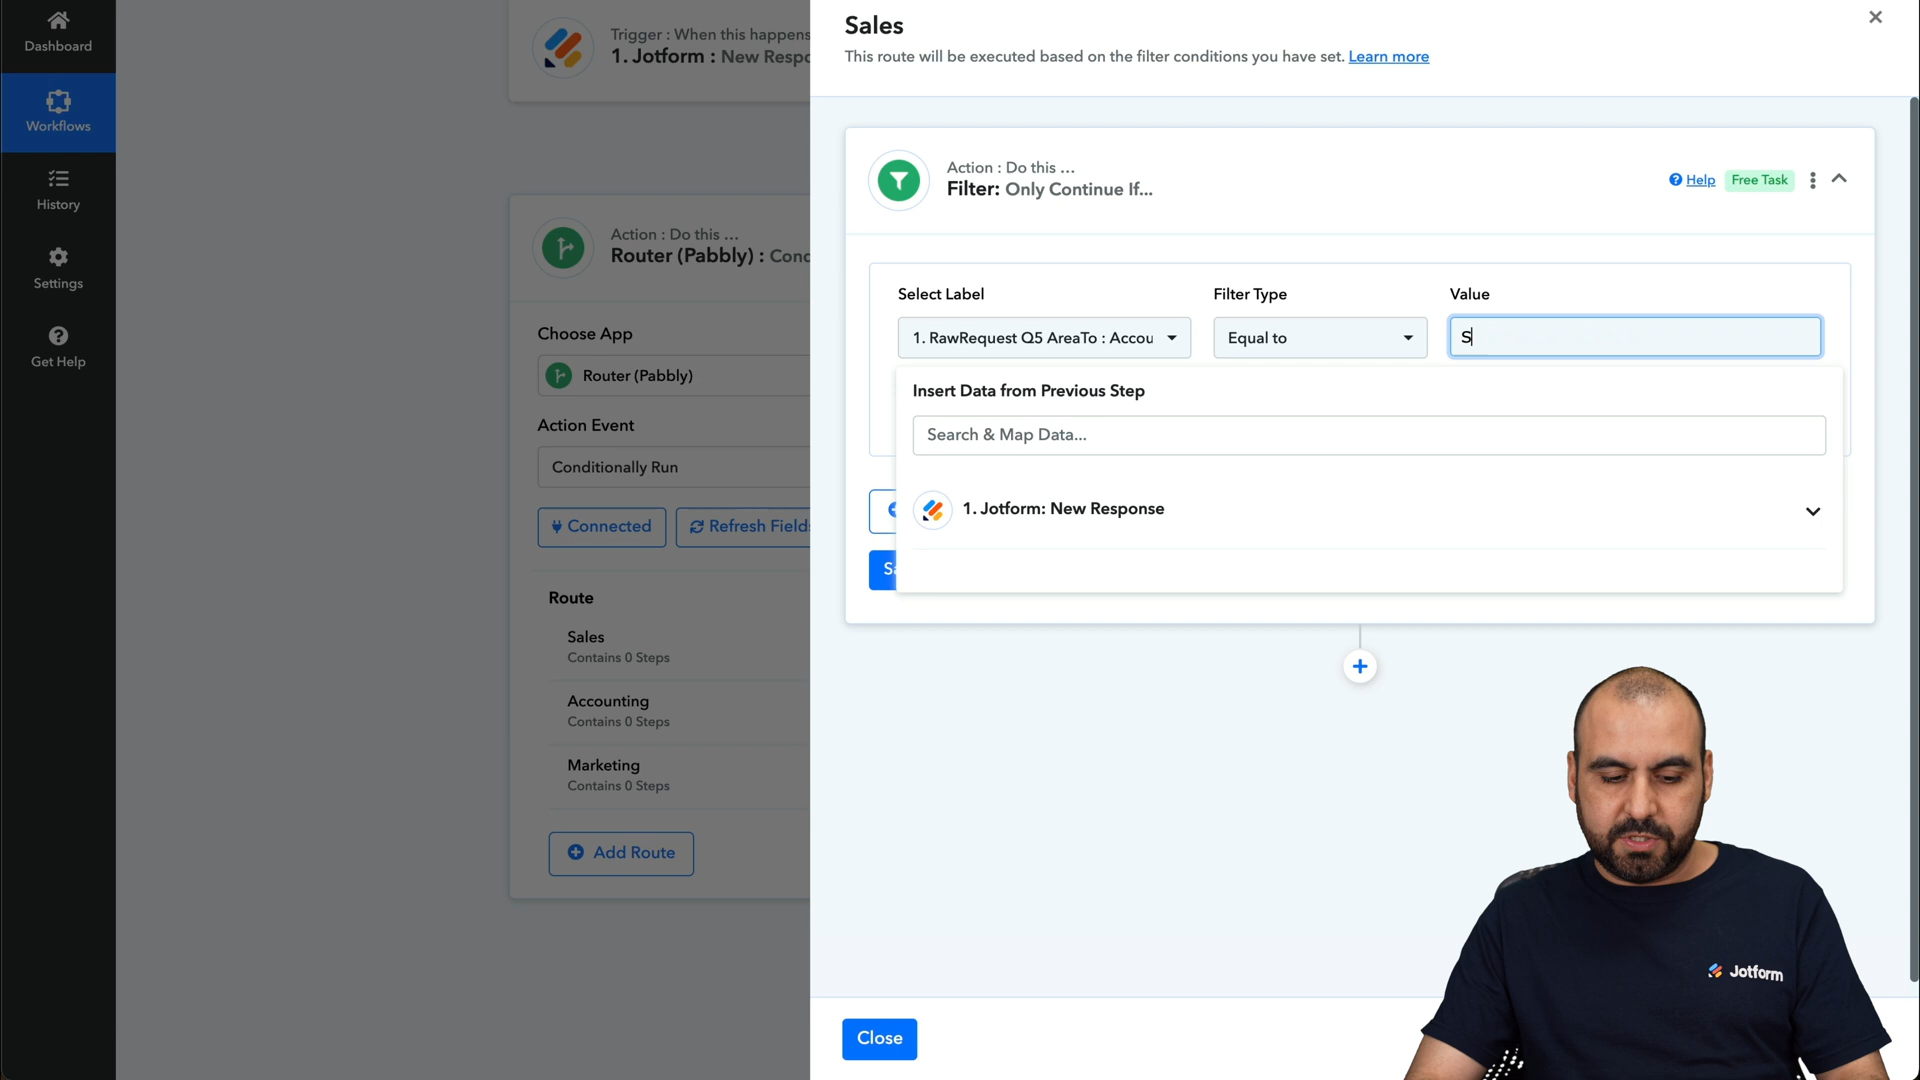 Dashboard
Workflows
History
Settings
Get Help
Trigger : When this happens
1. Jotform : New Respo
Action : Do this ...
Router (Pabbly) : Conc
Choose App
Router (Pabbly)
Action Event
Conditionally Run
Connected
Refresh Fields
Route
Sales
Contains 0 Steps
Accounting
Contains 0 Steps
Marketing
Contains 0 Steps
Add Route
Sales
This route will be executed based on the filter conditions you have set. Learn more
Action : Do this ...
Filter: Only Continue If...
Help
Free Task
Select Label
Filter Type
Value
1. RawRequest Q5 AreaTo : Accou
Equal to
S
Insert Data from Previous Step
Search & Map Data...
1. Jotform: New Response
Sa
Close
Jotform